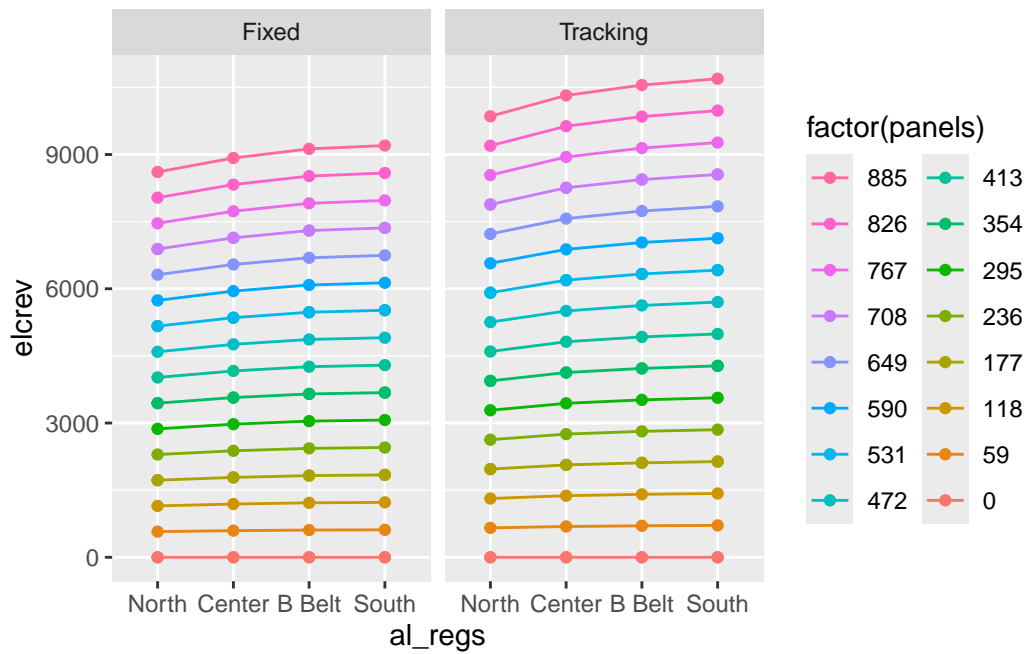 Fixed Tracking
9000
6000
3000
0
elcrev
North Center B Belt South North Center B Belt South
al_regs
factor(panels)
885 413
826 354
767 295
708 236
649 177
590 118
531 59
472 0